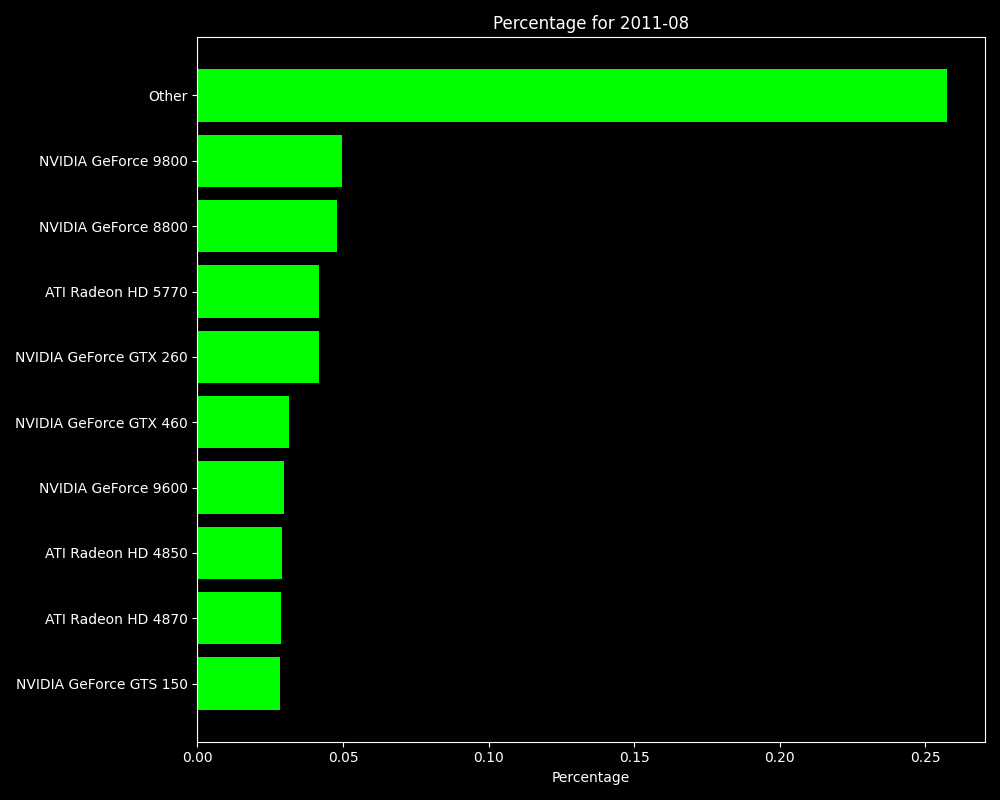 Percentage for 2011-08
Other
NVIDIA GeForce 9800
NVIDIA GeForce 8800
ATI Radeon HD 5770
NVIDIA GeForce GTX 260
NVIDIA GeForce GTX 460
NVIDIA GeForce 9600
ATI Radeon HD 4850
ATI Radeon HD 4870
NVIDIA GeForce GTS 150
0.00 0.05 0.10 0.15 0.20 0.25
Percentage